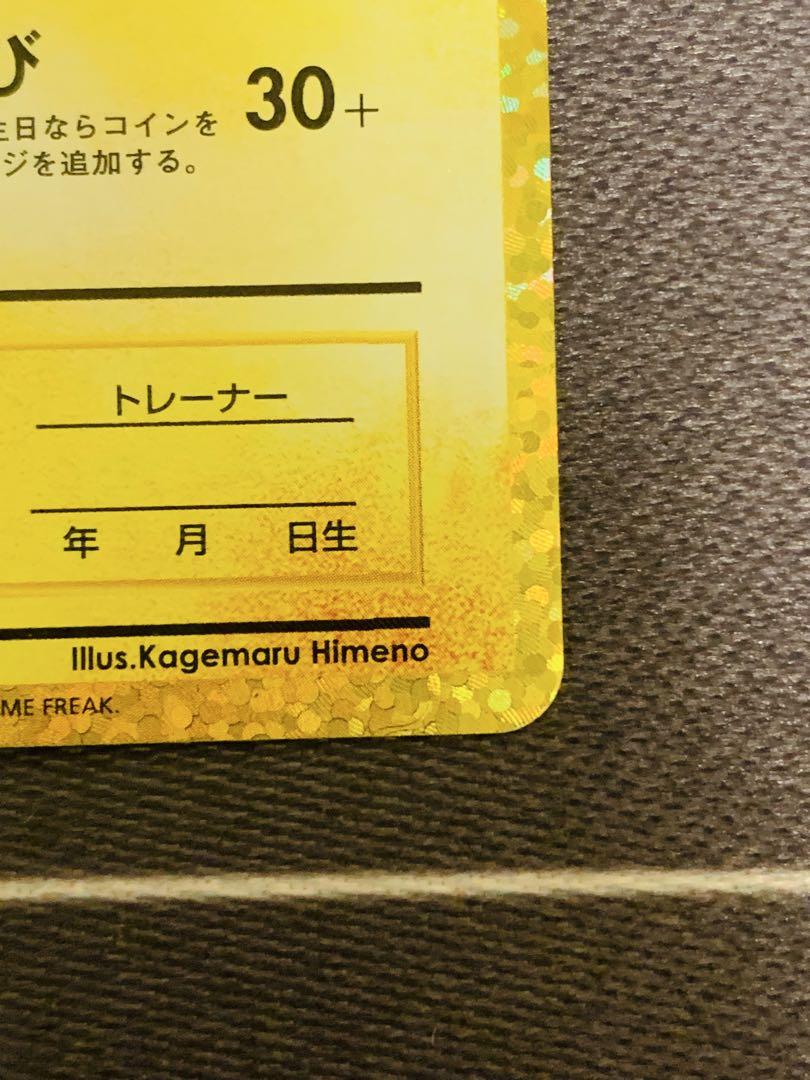 び
生日ならコインを
30+
ジを追加する。
トレーナー
年 月 日生
Illus.Kagemaru Himeno
ME FREAK.